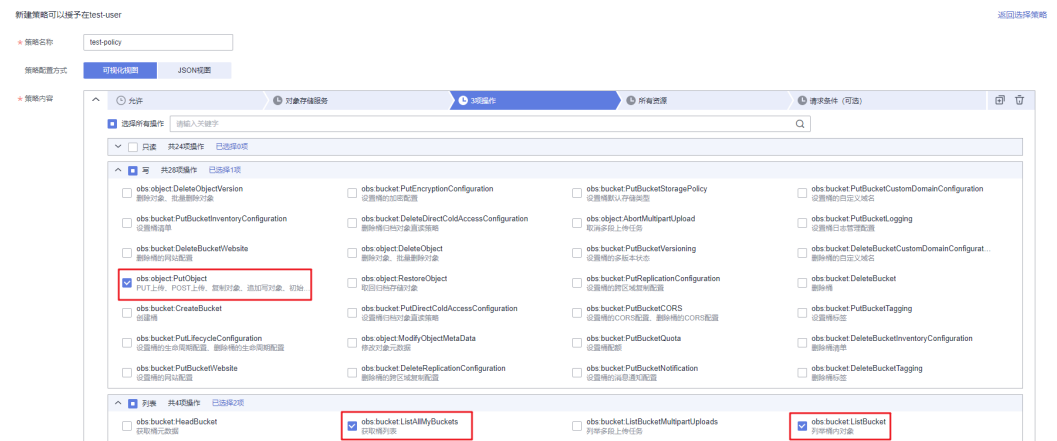 新建策略可以授予在test-user
返回选择策略
★ 策略名称 test-policy
策略配置方式 可视化视图 JSON视图
★ 策略内容 允许 对象存储服务 3项操作 所有资源 请求条件（可选）
选择所有操作 请输入关键字
只读 共24项操作 已选择0项
写 共28项操作 已选择1项
obs:object:DeleteObjectVersion obs:bucket:PutEncryptionConfiguration obs:bucket:PutBucketStoragePolicy obs:bucket:PutBucketCustomDomainConfiguration
删除对象、批量删除对象 设置桶的加密配置 设置桶默认存储类型 设置桶的自定义域名
obs:bucket:PutBucketInventoryConfiguration obs:bucket:DeleteDirectColdAccessConfiguration obs:object:AbortMultipartUpload obs:bucket:PutBucketLogging
设置桶清单 删除桶归档对象直读策略 取消多段上传任务 设置桶日志管理配置
obs:bucket:DeleteBucketWebsite obs:object:DeleteObject obs:bucket:PutBucketVersioning obs:bucket:DeleteBucketCustomDomainConfigurat...
删除桶的网站配置 删除对象、批量删除对象 设置桶的多版本状态 删除桶的自定义域名
obs:object:PutObject obs:object:RestoreObject obs:bucket:PutReplicationConfiguration obs:bucket:DeleteBucket
PUT上传、POST上传、复制对象、追加写对象、初始... 取回归档存储对象 设置桶的跨区域复制配置 删除桶
obs:bucket:CreateBucket obs:bucket:PutDirectColdAccessConfiguration obs:bucket:PutBucketCORS obs:bucket:PutBucketTagging
创建桶 设置桶归档对象直读策略 设置桶的CORS配置、删除桶的CORS配置 设置桶标签
obs:bucket:PutLifecycleConfiguration obs:object:ModifyObjectMetaData obs:bucket:PutBucketQuota obs:bucket:DeleteBucketInventoryConfiguration
设置桶的生命周期配置、删除桶的生命周期配置 修改对象元数据 设置桶配额 删除桶清单
obs:bucket:PutBucketWebsite obs:bucket:DeleteReplicationConfiguration obs:bucket:PutBucketNotification obs:bucket:DeleteBucketTagging
设置桶的网站配置 删除桶的跨区域复制配置 设置桶的消息通知配置 删除桶标签
列表 共4项操作 已选择2项
obs:bucket:HeadBucket obs:bucket:ListAllMyBuckets obs:bucket:ListBucketMultipartUploads obs:bucket:ListBucket
获取桶元数据 获取桶列表 列举多段上传任务 列举桶内对象